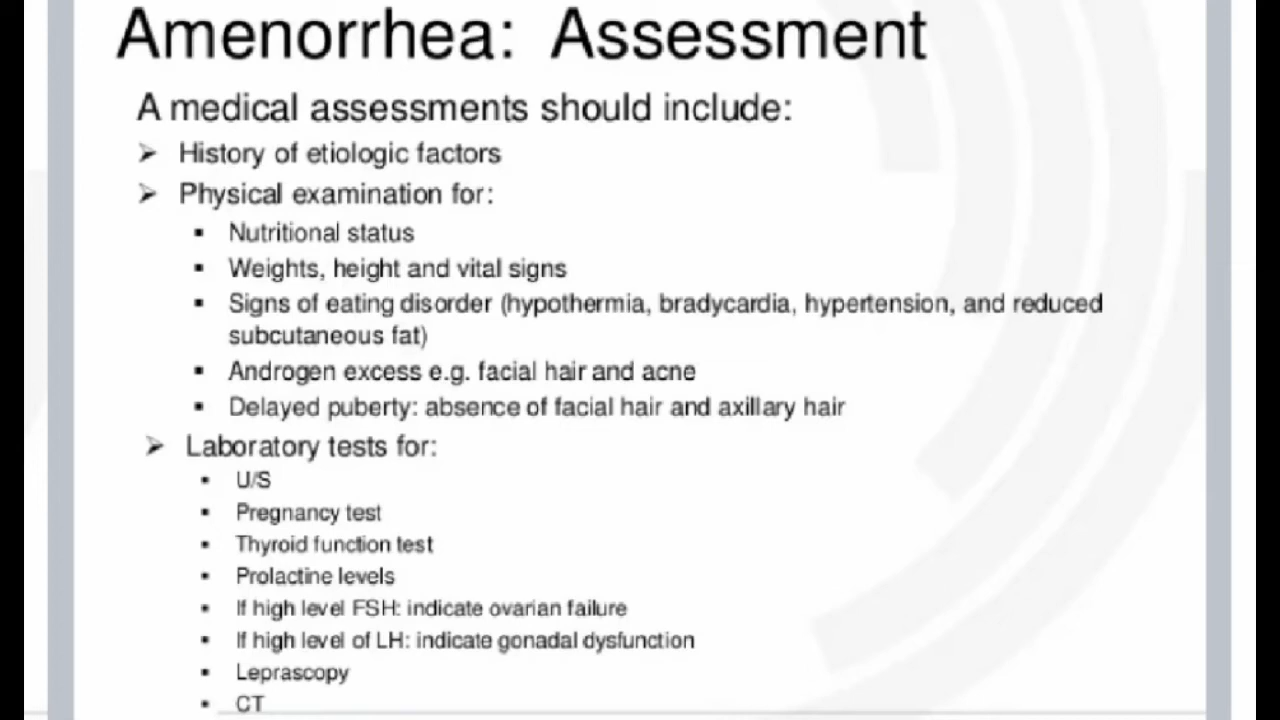 Amenorrhea: Assessment
A medical assessments should include:
History of etiologic factors
Physical examination for:
Nutritional status
Weights, height and vital signs
Signs of eating disorder (hypothermia, bradycardia, hypertension, and reduced
subcutaneous fat)
Androgen excess e.g. facial hair and acne
Delayed puberty: absence of facial hair and axillary hair
Laboratory tests for:
U/S
Pregnancy test
Thyroid function test
Prolactine levels
If high level FSH: indicate ovarian failure
If high level of LH: indicate gonadal dysfunction
Leprascopy
CT